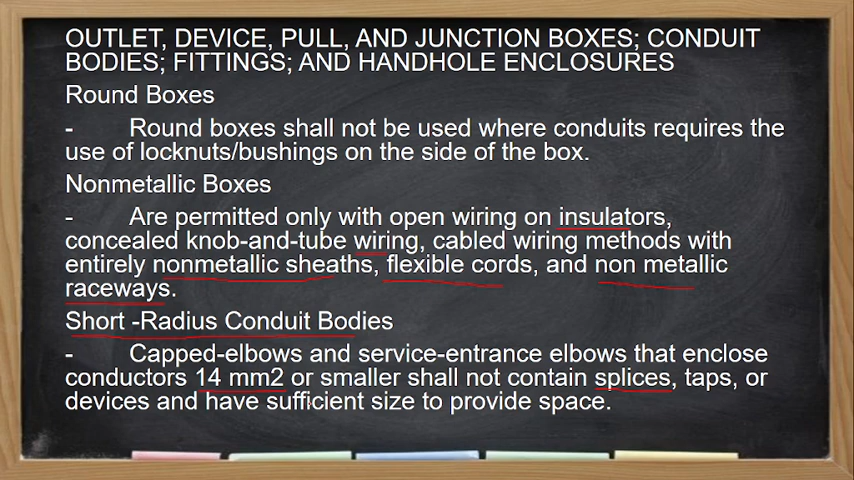 OUTLET, DEVICE, PULL, AND JUNCTION BOXES; CONDUIT
BODIES; FITTINGS; AND HANDHOLE ENCLOSURES
Round Boxes
- Round boxes shall not be used where conduits requires the
use of locknuts/bushings on the side of the box.
Nonmetallic Boxes
- Are permitted only with open wiring on insulators,
concealed knob-and-tube wiring, cabled wiring methods with
entirely nonmetallic sheaths, flexible cords, and non metallic
raceways.
Short -Radius Conduit Bodies
- Capped-elbows and service-entrance elbows that enclose
conductors 14 mm2 or smaller shall not contain splices, taps, or
devices and have sufficient size to provide space.